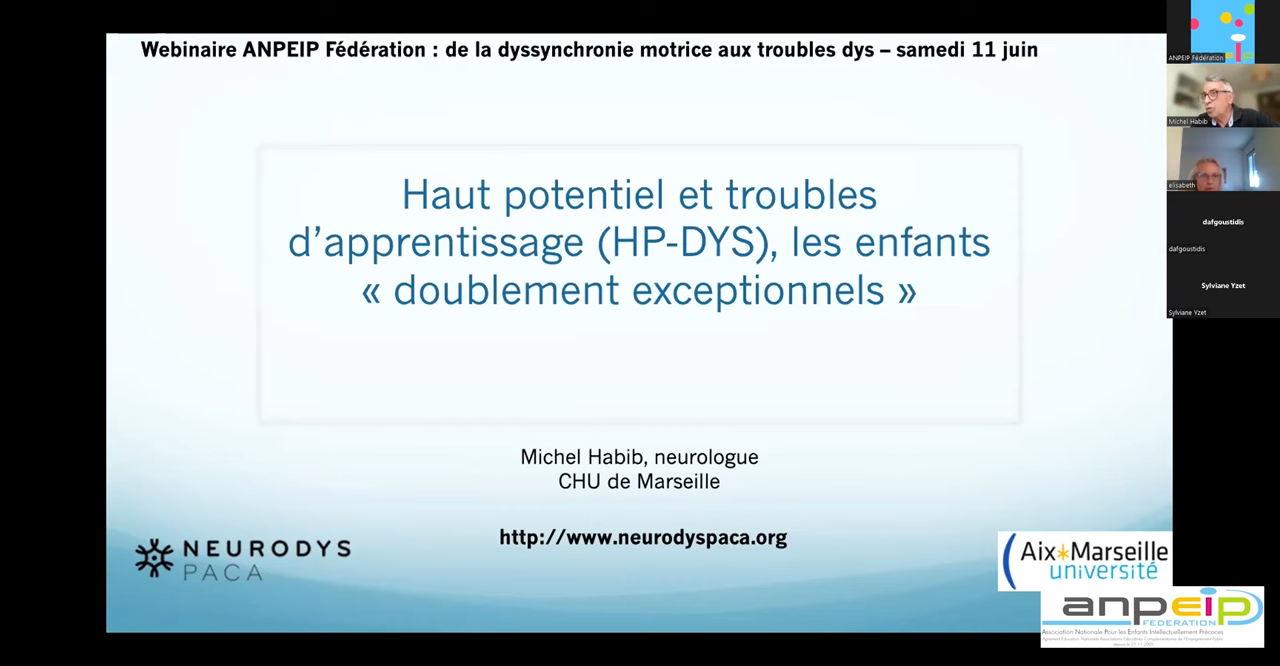 Webinaire ANPEIP Fédération : de la dyssynchronie motrice aux troubles dys – samedi 11 juin
Haut potentiel et troubles
d’apprentissage (HP-DYS), les enfants
« doublement exceptionnels »
Michel Habib, neurologue
CHU de Marseille
http://www.neurodyspaca.org
NEURODYS
PACA
Aix*Marseille
université
anpeip
FEDERATION
Association Nationale Pour les Enfants Intellectuellement Précoces
ANPEIP Fédération
Michel Habib
elisabeth
dafgoustidis
dafgoustidis
Sylviane Yzet
Sylviane Yzet